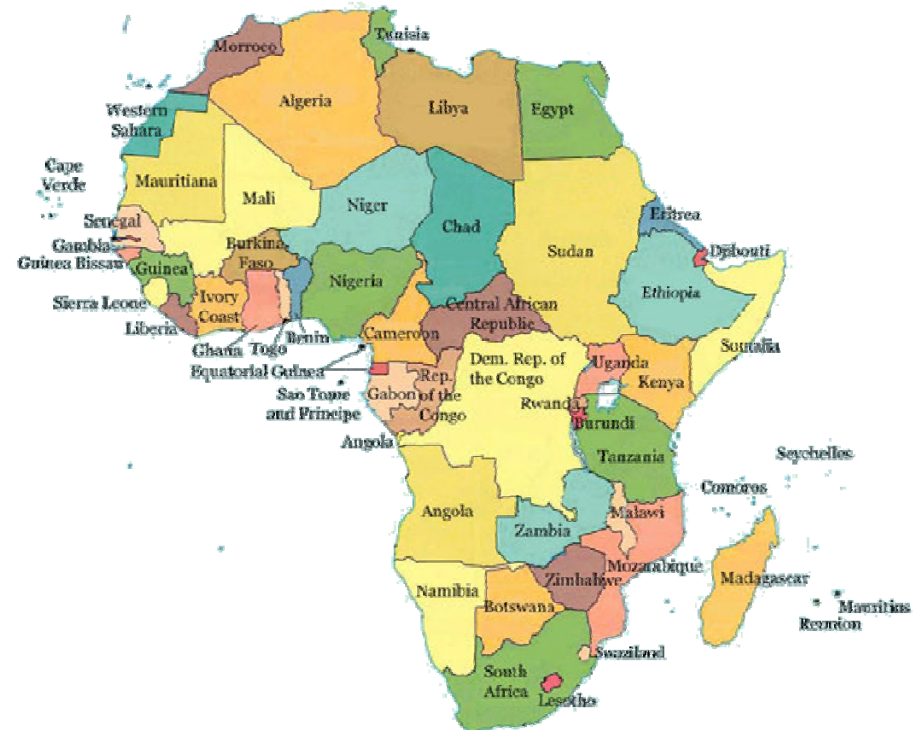 Tunisia
Morroco
Algeria
Libya
Egypt
Western
Sahara
Cape
Verde
Mauritiana
Mali
Niger
Chad
Sudan
Eritrea
Senegal
Gambia
Guinea Bissau
Guinea
Burkina
Faso
Djibouti
Nigeria
Ethiopia
Sierra Leone
Ivory
Coast
Liberia
Central African
Republic
Ghana
Togo
Benin
Cameroon
Somalia
Equatorial Guinea
Dem. Rep. of
the Congo
Uganda
Kenya
Sao Tome
and Principe
Gabon
Rep.
of the
Congo
Rwanda
Burundi
Angola
Tanzania
Seychelles
Comoros
Angola
Malawi
Zambia
Mozambique
Zimbabwe
Madagascar
Namibia
Botswana
Mauritius
Reunion
Swaziland
South
Africa
Lesotho